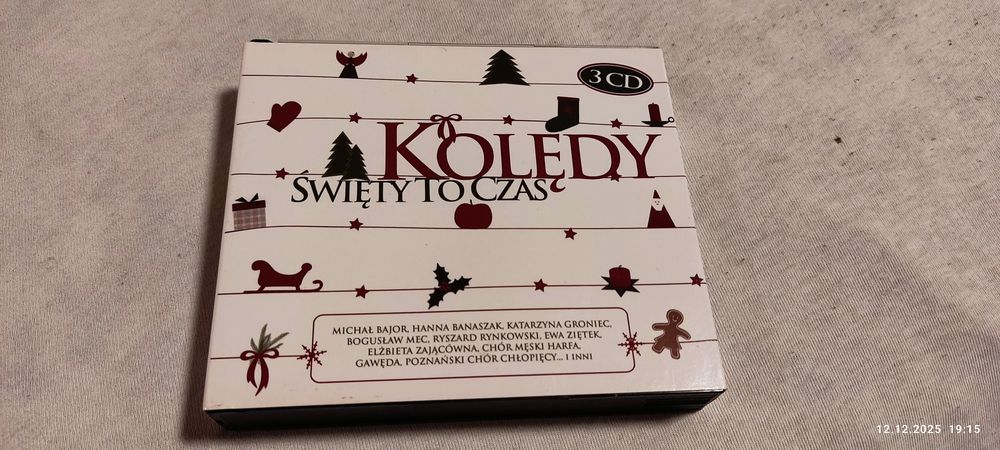 3 CD
KOLĘDY
ŚWIĘTY TO CZAS
MICHAŁ BAJOR, HANNA BANASZAK, KATARZYNA GRONIEC,
BOGUSŁAW MEC, RYSZARD RYNKOWSKI, EWA ZIĘTEK,
ELŻBIETA ZAJĄCÓWNA, CHÓR MĘSKI HARFA,
GAWĘDA, POZNAŃSKI CHÓR CHŁOPIĘCY... I INNI
12.12.2025 19:15